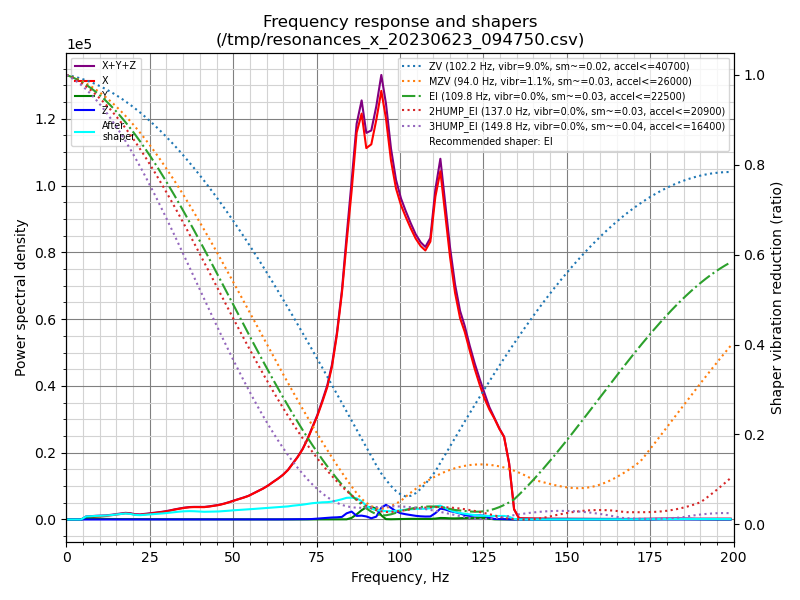 Frequency response and shapers
(/tmp/resonances_x_20230623_094750.csv)
1e5
X+Y+Z
X
Y
Z
After
shaper
ZV (102.2 Hz, vibr=9.0%, sm~=0.02, accel<=40700)
MZV (94.0 Hz, vibr=1.1%, sm~=0.03, accel<=26000)
EI (109.8 Hz, vibr=0.0%, sm~=0.03, accel<=22500)
2HUMP_EI (137.0 Hz, vibr=0.0%, sm~=0.03, accel<=20900)
3HUMP_EI (149.8 Hz, vibr=0.0%, sm~=0.04, accel<=16400)
Recommended shaper: EI
Power spectral density
1.2
1.0
0.8
0.6
0.4
0.2
0.0
1.0
0.8
0.6
0.4
0.2
0.0
Shaper vibration reduction (ratio)
0 25 50 75 100 125 150 175 200
Frequency, Hz